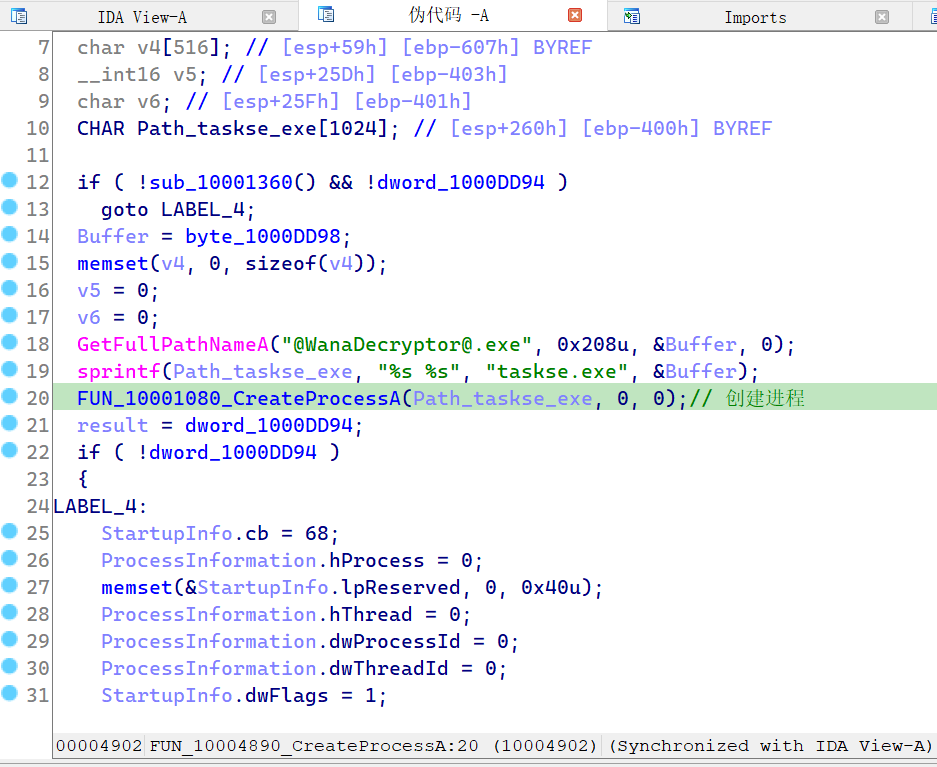 IDA View-A
伪代码 -A
Imports
7 char v4[516]; // [esp+59h] [ebp-607h] BYREF
8 __int16 v5; // [esp+25Dh] [ebp-403h]
9 char v6; // [esp+25Fh] [ebp-401h]
10 CHAR Path_taskse_exe[1024]; // [esp+260h] [ebp-400h] BYREF
11
12 if ( !sub_10001360() && !dword_1000DD94 )
13 goto LABEL_4;
14 Buffer = byte_1000DD98;
15 memset(v4, 0, sizeof(v4));
16 v5 = 0;
17 v6 = 0;
18 GetFullPathNameA("@WanaDecryptor@.exe", 0x208u, &Buffer, 0);
19 sprintf(Path_taskse_exe, "%s %s", "taskse.exe", &Buffer);
20 FUN_10001080_CreateProcessA(Path_taskse_exe, 0, 0);// 创建进程
21 result = dword_1000DD94;
22 if ( !dword_1000DD94 )
23 {
24 LABEL_4:
25 StartupInfo.cb = 68;
26 ProcessInformation.hProcess = 0;
27 memset(&StartupInfo.lpReserved, 0, 0x40u);
28 ProcessInformation.hThread = 0;
29 ProcessInformation.dwProcessId = 0;
30 ProcessInformation.dwThreadId = 0;
31 StartupInfo.dwFlags = 1;
00004902 FUN_10004890_CreateProcessA:20 (10004902) (Synchronized with IDA View-A)